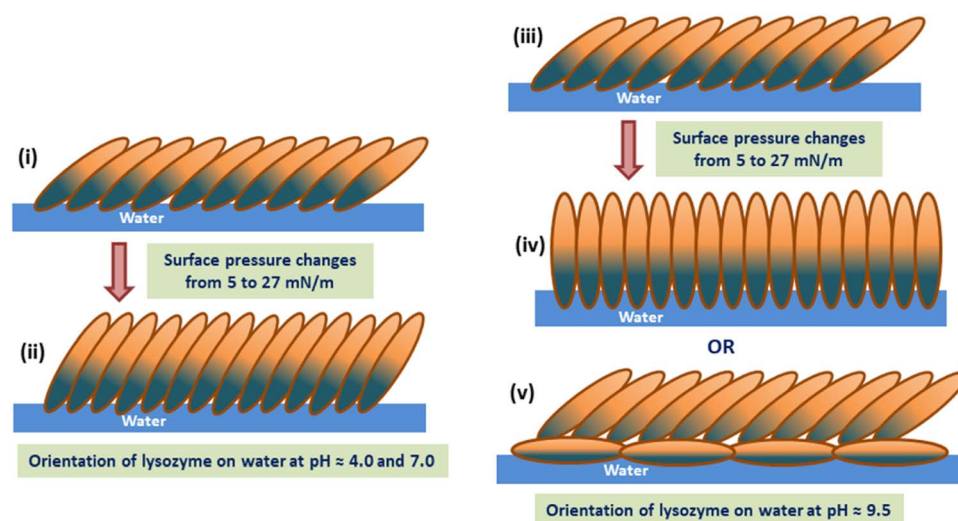 (i)
Water
Surface pressure changes
from 5 to 27 mN/m
(ii)
Water
Orientation of lysozyme on water at pH ≈ 4.0 and 7.0
(iii)
Water
Surface pressure changes
from 5 to 27 mN/m
(iv)
Water
OR
(v)
Water
Orientation of lysozyme on water at pH ≈ 9.5